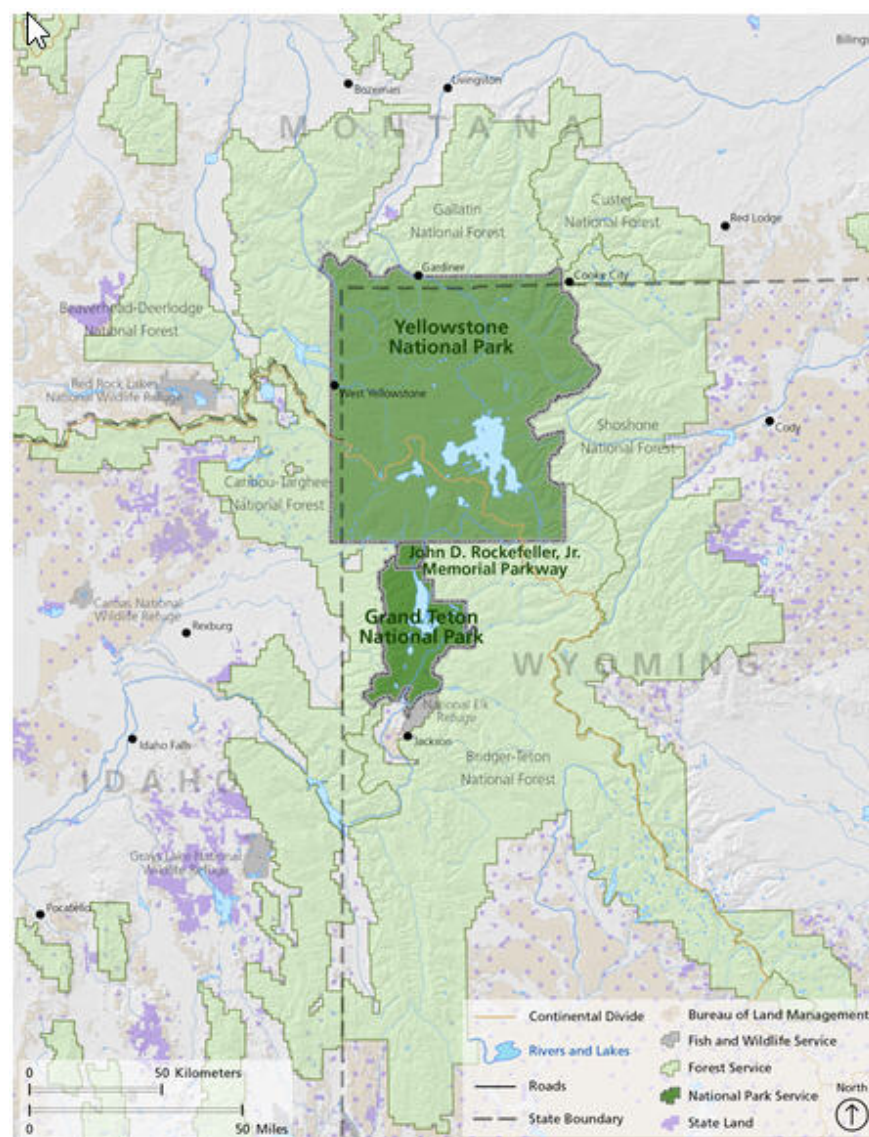 Billings
Bozeman
Livingston
MONTANA
Gallatin
National Forest
Custer
National Forest
Red Lodge
Gardiner
Cooke City
Beaverhead-Deerlodge
National Forest
Yellowstone
National Park
Red Rock Lakes
National Wildlife Refuge
West Yellowstone
Shoshone
National Forest
Cody
Caribou-Targhee
National Forest
John D. Rockefeller, Jr.
Memorial Parkway
Camas National
Wildlife Refuge
Rexburg
Grand Teton
National Park
WYOMING
National Elk
Refuge
Jackson
Idaho Falls
Bridger-Teton
National Forest
IDAHO
Grays Lake National
Wildlife Refuge
Pocatello
Continental Divide
Rivers and Lakes
Roads
State Boundary
Bureau of Land Management
Fish and Wildlife Service
Forest Service
National Park Service
State Land
North
0 50 Kilometers
0 50 Miles